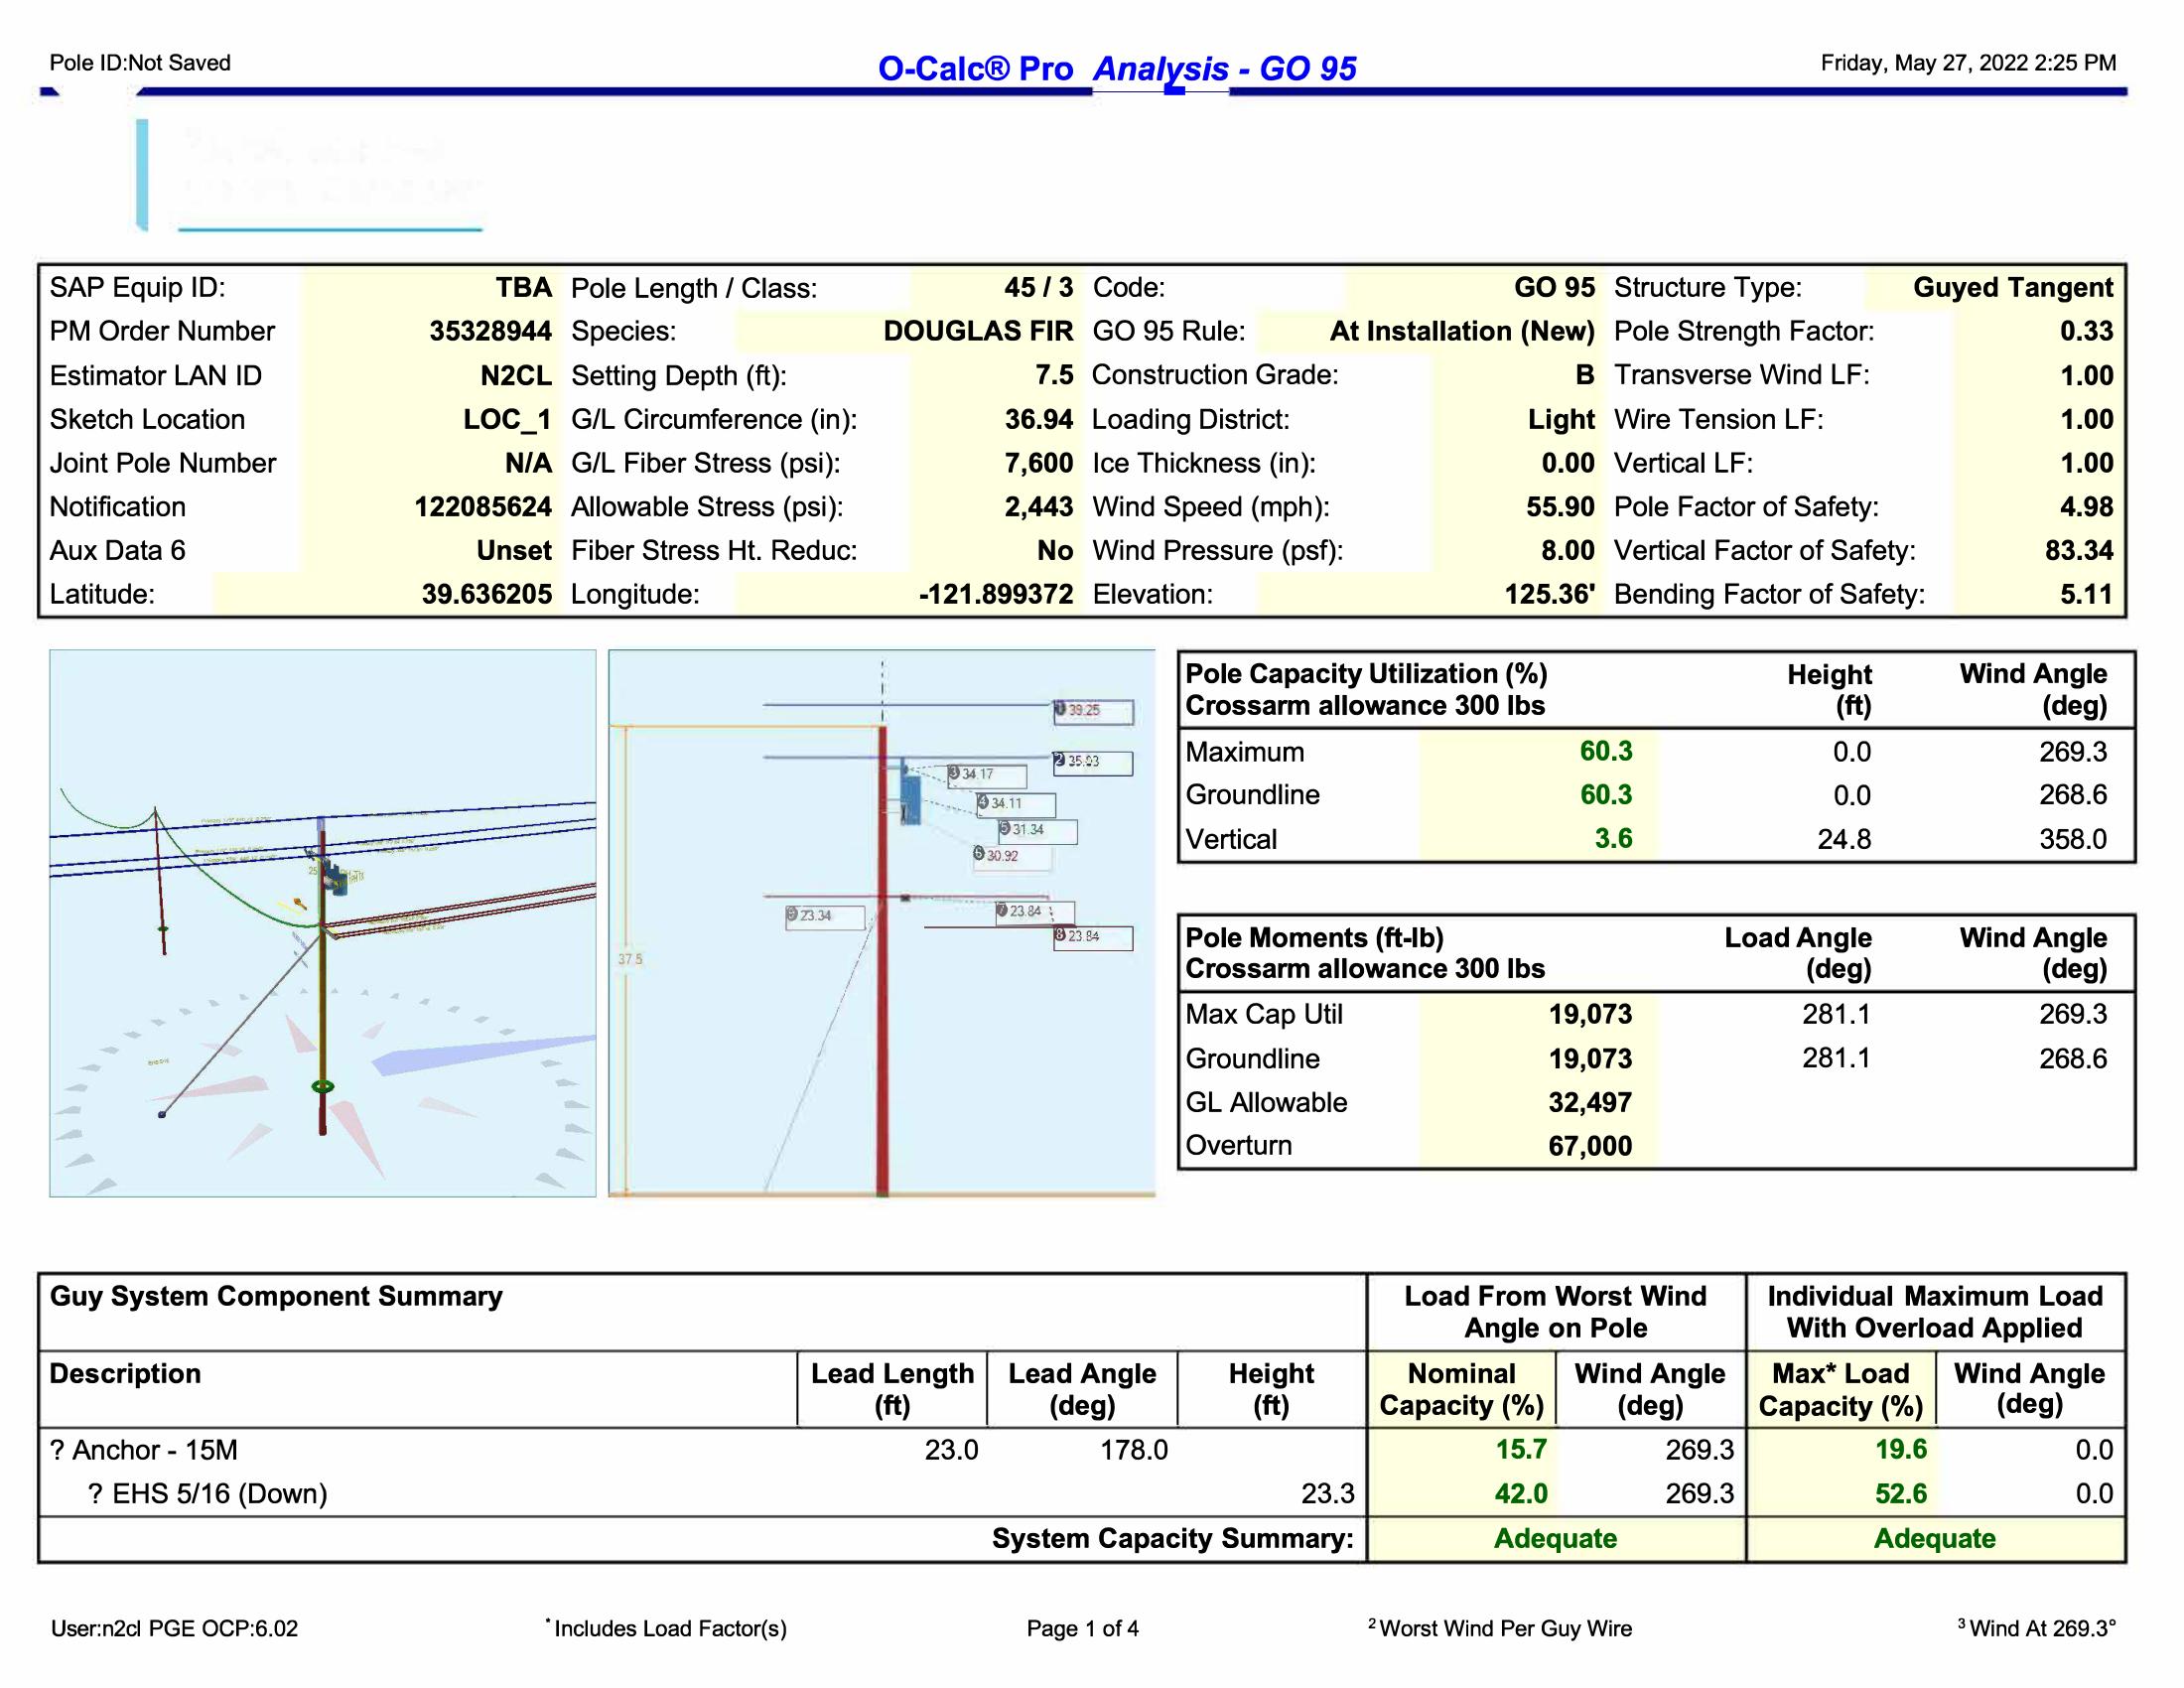 Pole ID:Not Saved
O-Calc® Pro Analysis - GO 95
Friday, May 27, 2022 2:25 PM
SAP Equip ID: TBA Pole Length / Class: 45 / 3 Code: GO 95 Structure Type: Guyed Tangent
PM Order Number 35328944 Species: DOUGLAS FIR GO 95 Rule: At Installation (New) Pole Strength Factor: 0.33
Estimator LAN ID N2CL Setting Depth (ft): 7.5 Construction Grade: B Transverse Wind LF: 1.00
Sketch Location LOC_1 G/L Circumference (in): 36.94 Loading District: Light Wire Tension LF: 1.00
Joint Pole Number N/A G/L Fiber Stress (psi): 7,600 Ice Thickness (in): 0.00 Vertical LF: 1.00
Notification 122085624 Allowable Stress (psi): 2,443 Wind Speed (mph): 55.90 Pole Factor of Safety: 4.98
Aux Data 6 Unset Fiber Stress Ht. Reduc: No Wind Pressure (psf): 8.00 Vertical Factor of Safety: 83.34
Latitude: 39.636205 Longitude: -121.899372 Elevation: 125.36' Bending Factor of Safety: 5.11
1 39.25
2 35.93
3 34.17
4 34.11
5 31.34
6 30.92
7 23.84
8 23.84
9 23.34
37.5
Pole Capacity Utilization (%) Height Wind Angle
Crossarm allowance 300 lbs (ft) (deg)
Maximum 60.3 0.0 269.3
Groundline 60.3 0.0 268.6
Vertical 3.6 24.8 358.0
Pole Moments (ft-lb) Load Angle Wind Angle
Crossarm allowance 300 lbs (deg) (deg)
Max Cap Util 19,073 281.1 269.3
Groundline 19,073 281.1 268.6
GL Allowable 32,497
Overturn 67,000
Guy System Component Summary Load From Worst Wind Individual Maximum Load
Angle on Pole With Overload Applied
Description Lead Length Lead Angle Height Nominal Wind Angle Max* Load Wind Angle
(ft) (deg) (ft) Capacity (%) (deg) Capacity (%) (deg)
? Anchor - 15M 23.0 178.0 15.7 269.3 19.6 0.0
? EHS 5/16 (Down) 23.3 42.0 269.3 52.6 0.0
System Capacity Summary: Adequate Adequate
User:n2cl PGE OCP:6.02 * Includes Load Factor(s) Page 1 of 4 2 Worst Wind Per Guy Wire 3 Wind At 269.3°